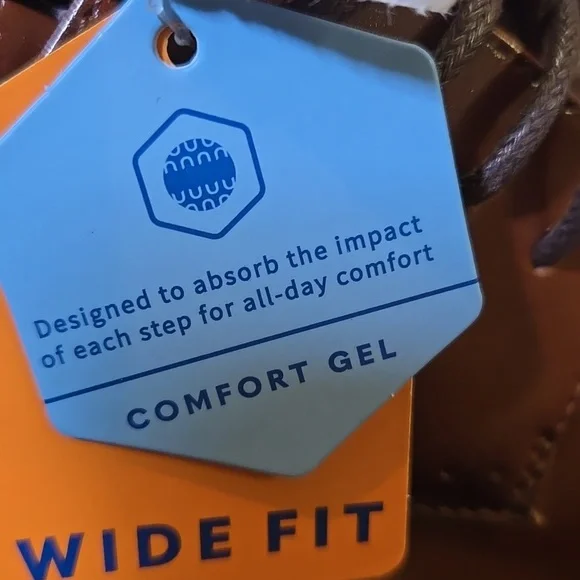 Designed to absorb the impact
of each step for all-day comfort
COMFORT GEL
WIDE FIT